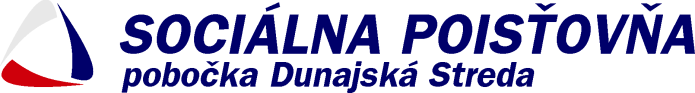 SOCIÁLNA POISŤOVŇA
pobočka Dunajská Streda